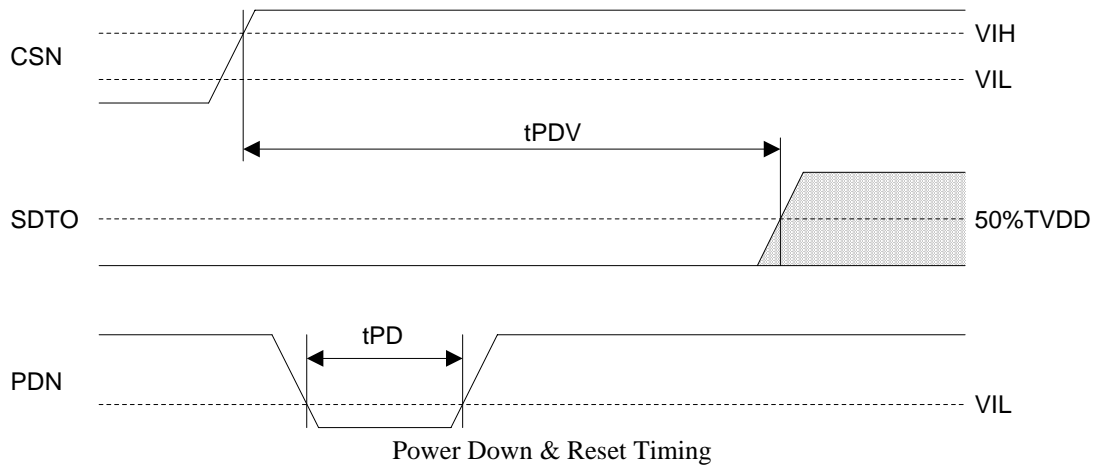 CSN
VIH
VIL
tPDV
SDTO
50%TVDD
tPD
PDN
VIL
Power Down & Reset Timing